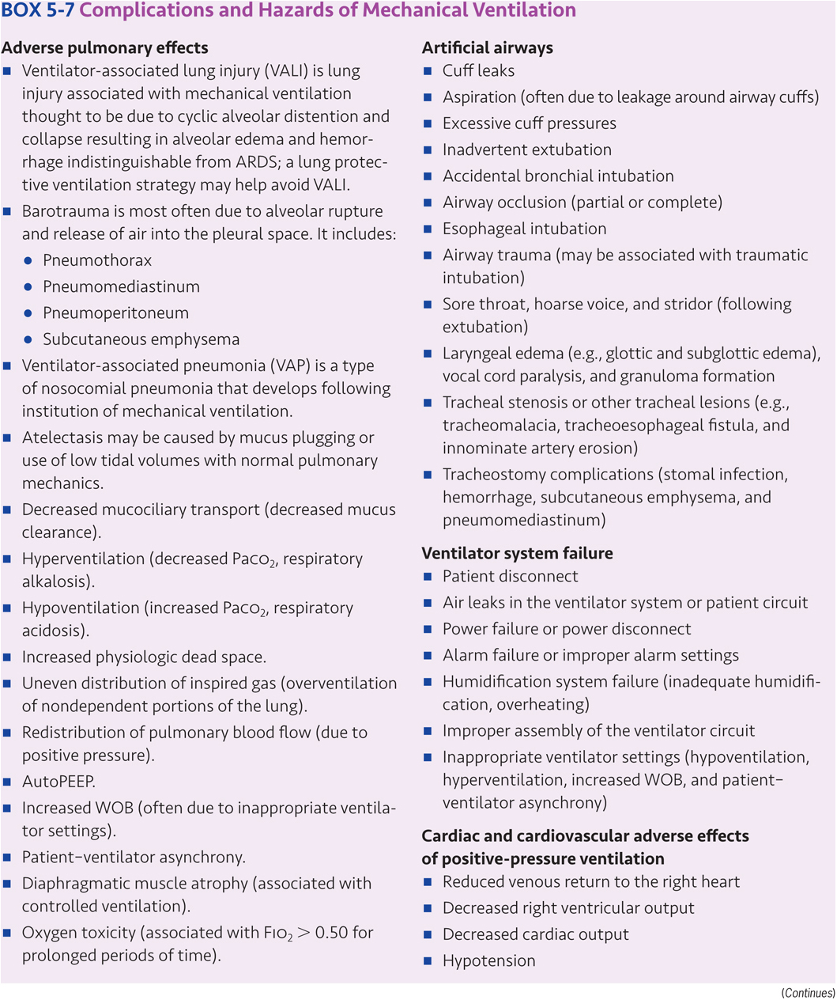 BOX 5-7 Complications and Hazards of Mechanical Ventilation
Adverse pulmonary effects
■ Ventilator-associated lung injury (VALI) is lung
injury associated with mechanical ventilation
thought to be due to cyclic alveolar distention and
collapse resulting in alveolar edema and hemor-
rhage indistinguishable from ARDS; a lung protec-
tive ventilation strategy may help avoid VALI.
■ Barotrauma is most often due to alveolar rupture
and release of air into the pleural space. It includes:
● Pneumothorax
● Pneumomediastinum
● Pneumoperitoneum
● Subcutaneous emphysema
■ Ventilator-associated pneumonia (VAP) is a type
of nosocomial pneumonia that develops following
institution of mechanical ventilation.
■ Atelectasis may be caused by mucus plugging or
use of low tidal volumes with normal pulmonary
mechanics.
■ Decreased mucociliary transport (decreased mucus
clearance).
■ Hyperventilation (decreased PaCO₂, respiratory
alkalosis).
■ Hypoventilation (increased PaCO₂, respiratory
acidosis).
■ Increased physiologic dead space.
■ Uneven distribution of inspired gas (overventilation
of nondependent portions of the lung).
■ Redistribution of pulmonary blood flow (due to
positive pressure).
■ AutoPEEP.
■ Increased WOB (often due to inappropriate ventila-
tor settings).
■ Patient–ventilator asynchrony.
■ Diaphragmatic muscle atrophy (associated with
controlled ventilation).
■ Oxygen toxicity (associated with FIO₂ > 0.50 for
prolonged periods of time).
Artificial airways
■ Cuff leaks
■ Aspiration (often due to leakage around airway cuffs)
■ Excessive cuff pressures
■ Inadvertent extubation
■ Accidental bronchial intubation
■ Airway occlusion (partial or complete)
■ Esophageal intubation
■ Airway trauma (may be associated with traumatic
intubation)
■ Sore throat, hoarse voice, and stridor (following
extubation)
■ Laryngeal edema (e.g., glottic and subglottic edema),
vocal cord paralysis, and granuloma formation
■ Tracheal stenosis or other tracheal lesions (e.g.,
tracheomalacia, tracheoesophageal fistula, and
innominate artery erosion)
■ Tracheostomy complications (stomal infection,
hemorrhage, subcutaneous emphysema, and
pneumomediastinum)
Ventilator system failure
■ Patient disconnect
■ Air leaks in the ventilator system or patient circuit
■ Power failure or power disconnect
■ Alarm failure or improper alarm settings
■ Humidification system failure (inadequate humidifi-
cation, overheating)
■ Improper assembly of the ventilator circuit
■ Inappropriate ventilator settings (hypoventilation,
hyperventilation, increased WOB, and patient–
ventilator asynchrony)
Cardiac and cardiovascular adverse effects
of positive-pressure ventilation
■ Reduced venous return to the right heart
■ Decreased right ventricular output
■ Decreased cardiac output
■ Hypotension
(Continues)